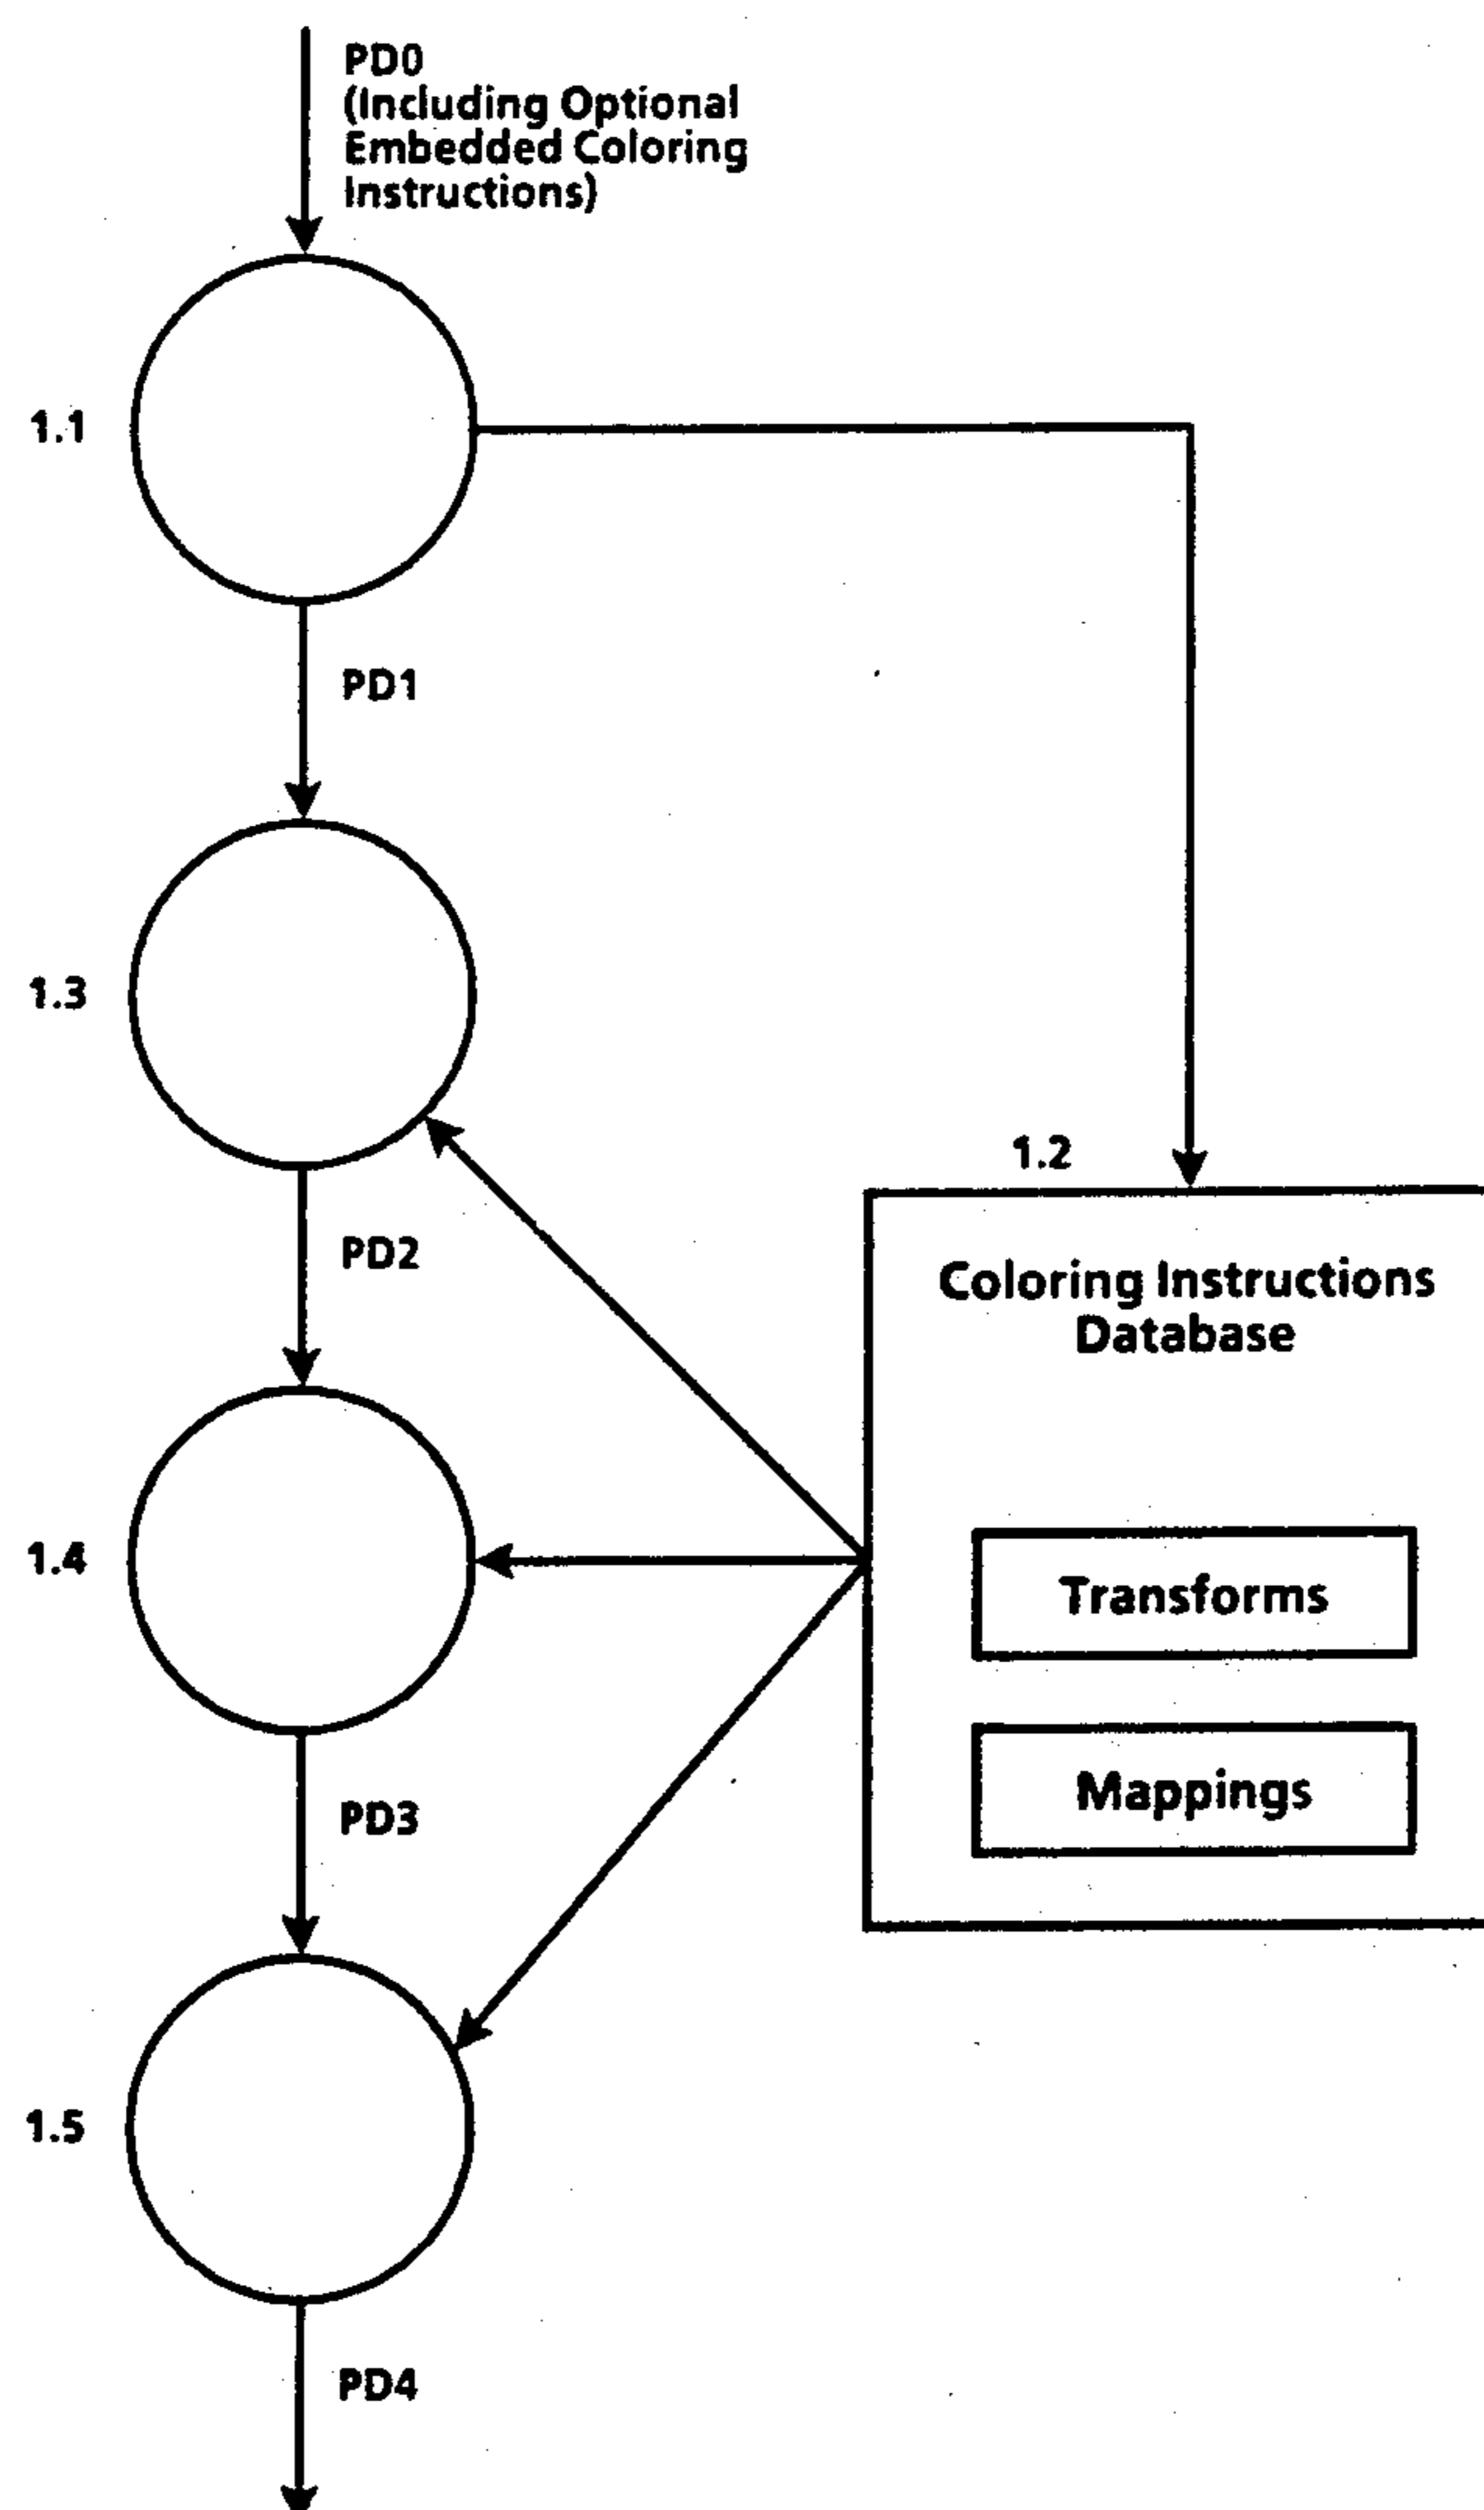 PD0
(Including Optional
Embedded Coloring
Instructions)
1.1
PD1
1.3
1.2
PD2
Coloring Instructions
Database
1.4
Transforms
Mappings
PD3
1.5
PD4